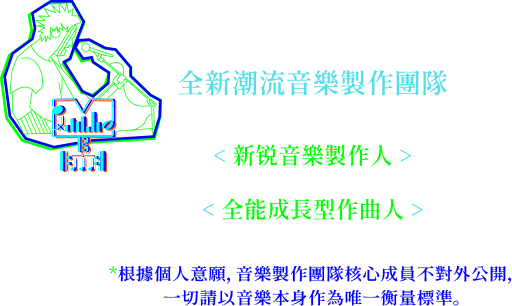 全新潮流音樂製作團隊
< 新锐音樂製作人 >
< 全能成長型作曲人 >
*根據個人意願, 音樂製作團隊核心成員不對外公開,
一切請以音樂本身作為唯一衡量標準。